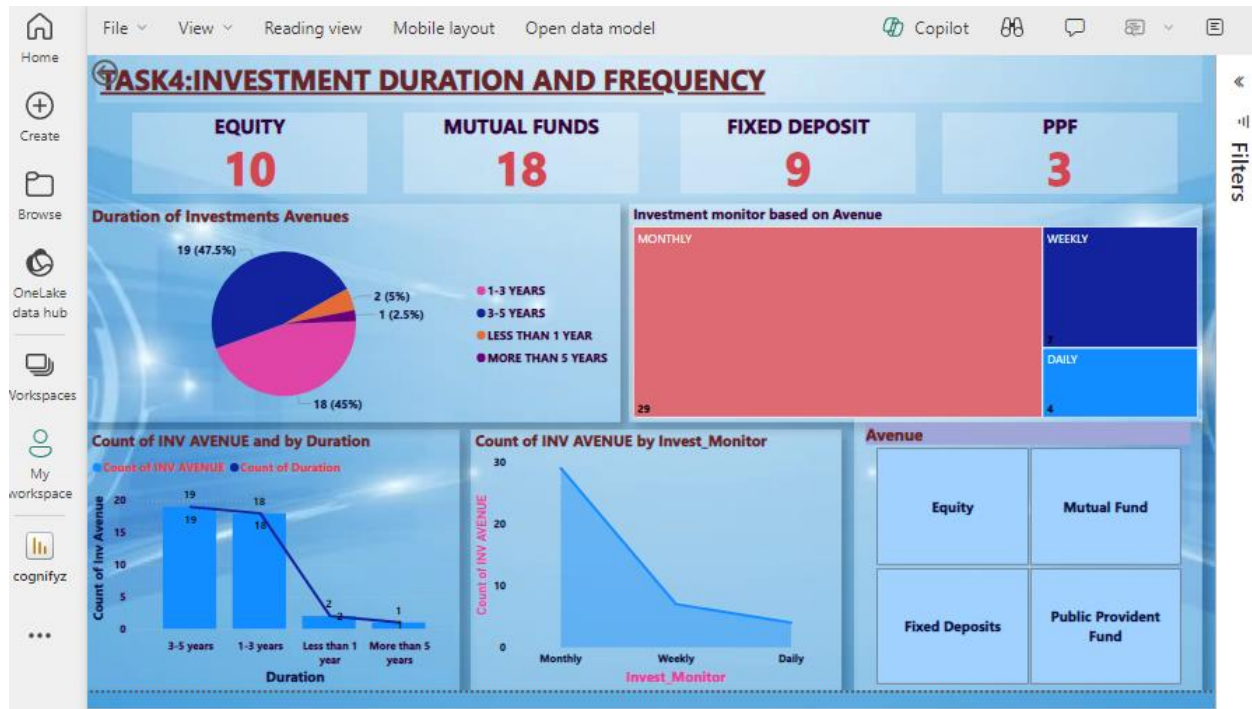 File View Reading view Mobile layout Open data model Copilot
Home
Create
Browse
OneLake
data hub
Workspaces
My
workspace
cognifyz
Filters
TASK4:INVESTMENT DURATION AND FREQUENCY
EQUITY
10
MUTUAL FUNDS
18
FIXED DEPOSIT
9
PPF
3
Duration of Investments Avenues
19 (47.5%)
2 (5%)
1 (2.5%)
18 (45%)
1-3 YEARS
3-5 YEARS
LESS THAN 1 YEAR
MORE THAN 5 YEARS
Investment monitor based on Avenue
MONTHLY
29
WEEKLY
7
DAILY
4
Count of INV AVENUE and by Duration
Count of INV AVENUE Count of Duration
Count of Inv Avenue
20
15
10
5
0
19
19
18
18
2
2
1
3-5 years
1-3 years
Less than 1
year
More than 5
years
Duration
Count of INV AVENUE by Invest_Monitor
Count of INV AVENUE
30
20
10
0
Monthly
Weekly
Daily
Invest_Monitor
Avenue
Equity
Mutual Fund
Fixed Deposits
Public Provident
Fund